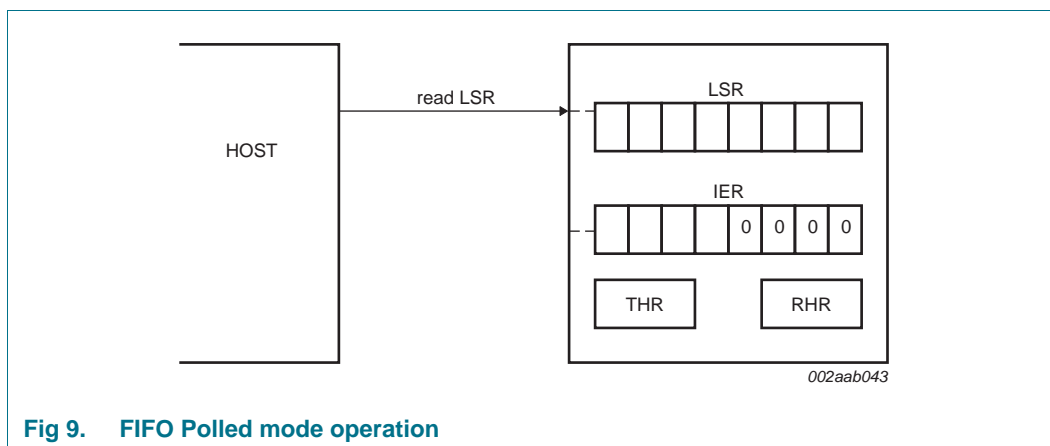 read LSR
LSR
HOST
IER
0 0 0 0
THR RHR
002aab043
Fig 9. FIFO Polled mode operation